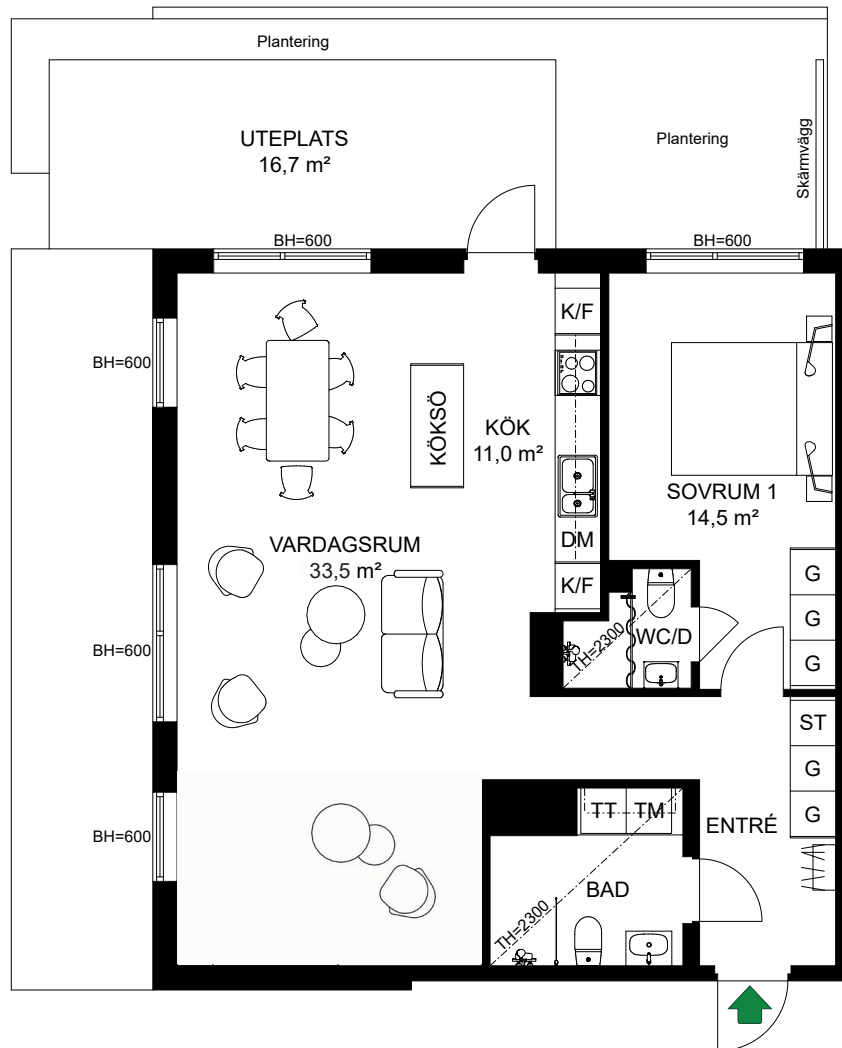 Plantering
UTEPLATS
16,7 m²
Plantering
Skärmvägg
BH=600
BH=600
K/F
BH=600
KÖKSÖ
KÖK
11,0 m²
SOVRUM 1
14,5 m²
DM
VARDAGSRUM
33,5 m²
K/F
G
G
G
WC/D
TH=2300
BH=600
ST
G
G
TT
TM
ENTRÉ
BH=600
BAD
TH=2300